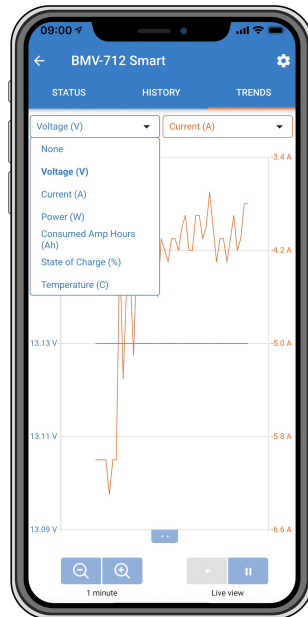 09:00
BMV-712 Smart
STATUS HISTORY TRENDS
Voltage (V) Current (A)
None
Voltage (V)
Current (A)
Power (W)
Consumed Amp Hours
(Ah)
State of Charge (%)
Temperature (C)
-3.4 A
-4.2 A
13.13 V -5.0 A
13.11 V -5.8 A
13.09 V -6.6 A
1 minute Live view